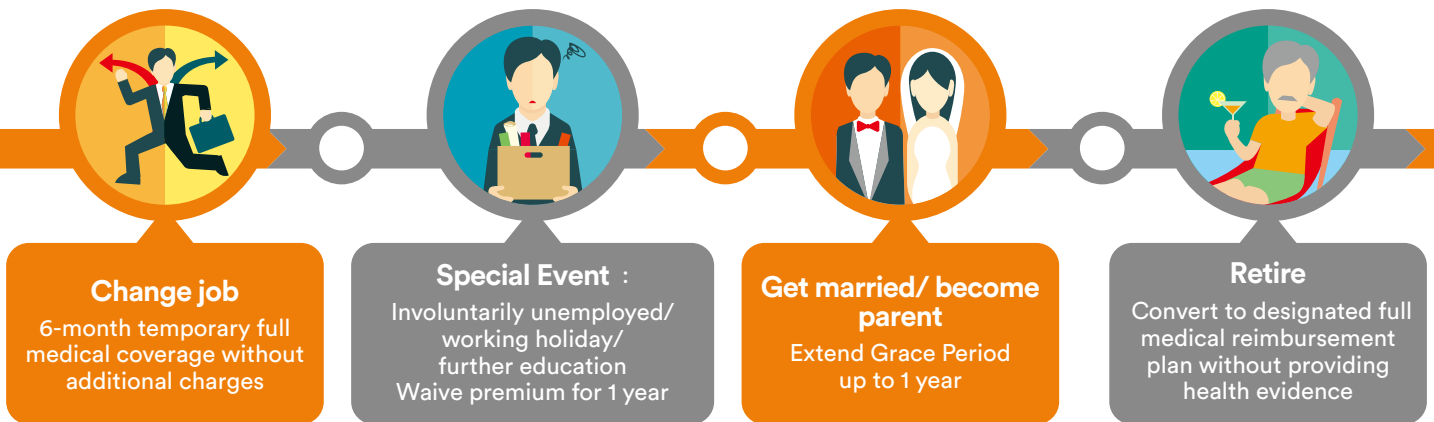 Change job
6-month temporary full
medical coverage without
additional charges
Special Event :
Involuntarily unemployed/
working holiday/
further education
Waive premium for 1 year
Get married/ become
parent
Extend Grace Period
up to 1 year
Retire
Convert to designated full
medical reimbursement
plan without providing
health evidence